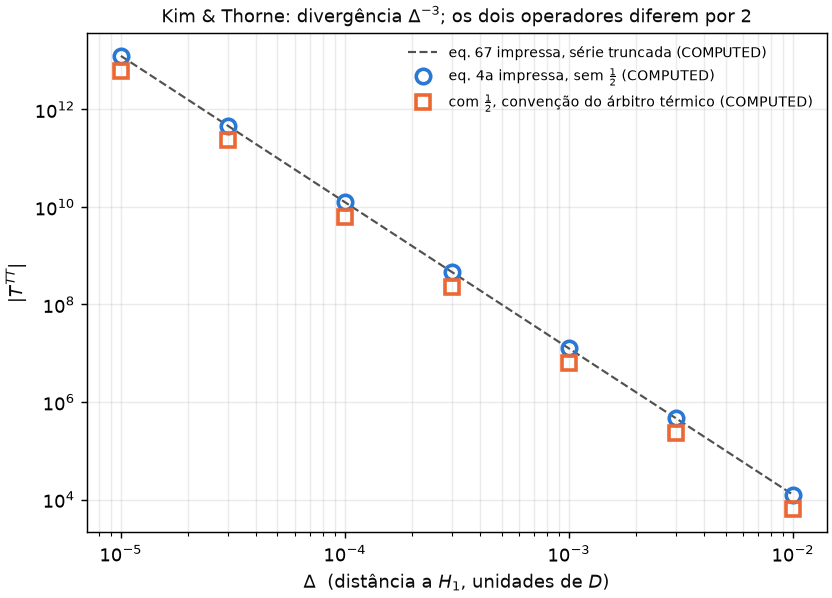 Kim & Thorne: divergência Δ⁻³; os dois operadores diferem por 2
eq. 67 impressa, série truncada (COMPUTED)
eq. 4a impressa, sem ½ (COMPUTED)
com ½, convenção do árbitro térmico (COMPUTED)
|T^{TT}|
10¹²
10¹⁰
10⁸
10⁶
10⁴
10⁻⁵ 10⁻⁴ 10⁻³ 10⁻²
Δ (distância a H₁, unidades de D)